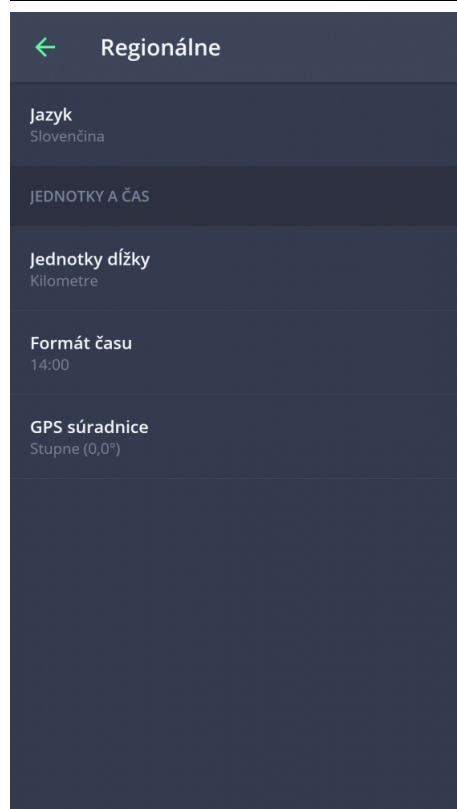 Regionálne
Jazyk
Slovenčina
JEDNOTKY A ČAS
Jednotky dĺžky
Kilometre
Formát času
14:00
GPS súradnice
Stupne (0,0°)